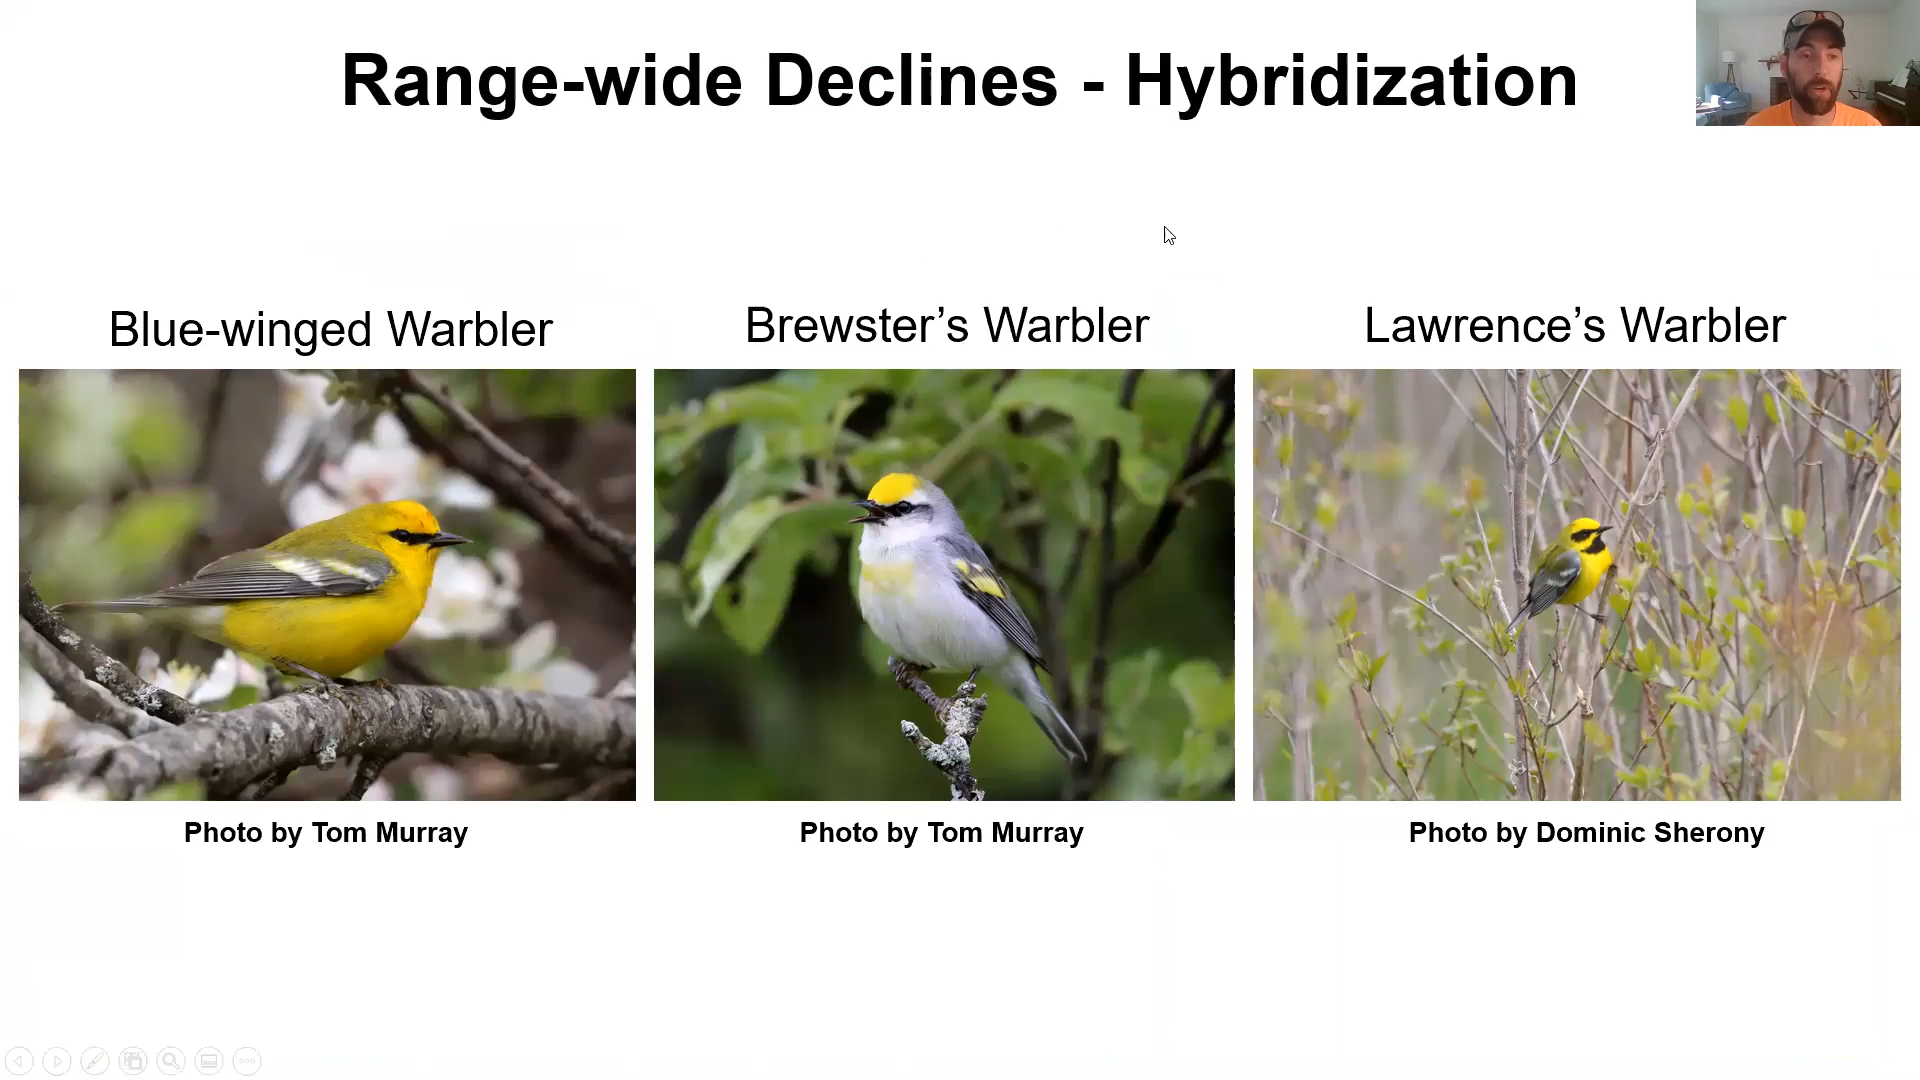 Range-wide Declines - Hybridization
Blue-winged Warbler
Brewster’s Warbler
Lawrence’s Warbler
Photo by Tom Murray
Photo by Tom Murray
Photo by Dominic Sherony